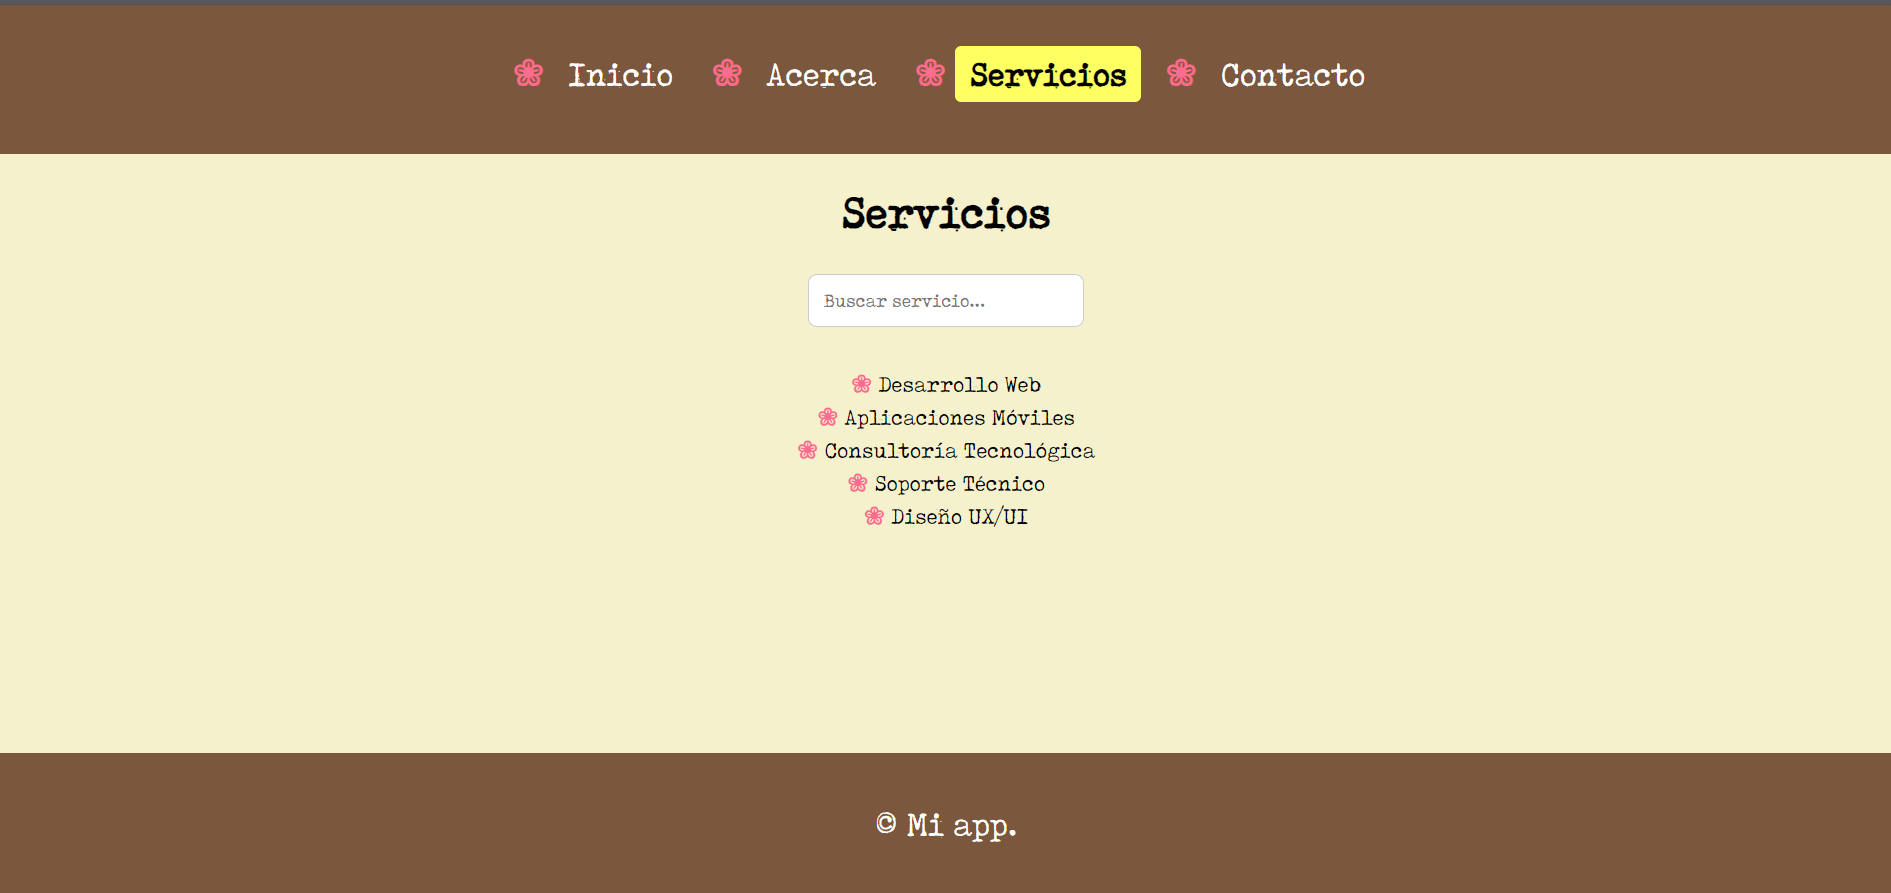 ❀ Inicio ❀ Acerca ❀ Servicios ❀ Contacto
Servicios
Buscar servicio...
❀ Desarrollo Web
❀ Aplicaciones Móviles
❀ Consultoría Tecnológica
❀ Soporte Técnico
❀ Diseño UX/UI
© Mi app.